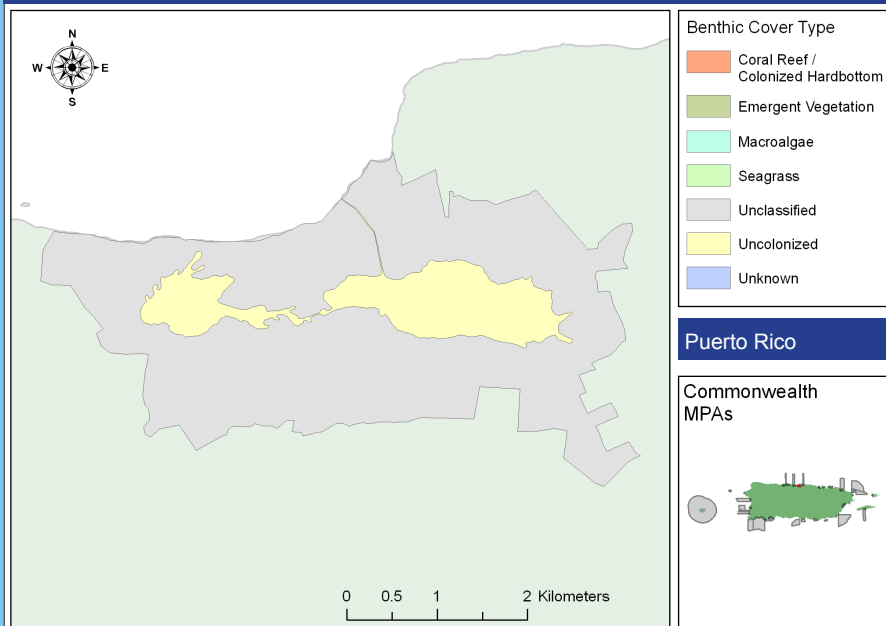 N
W E
S
Benthic Cover Type
Coral Reef /
Colonized Hardbottom
Emergent Vegetation
Macroalgae
Seagrass
Unclassified
Uncolonized
Unknown
Puerto Rico
Commonwealth
MPAs
0 0.5 1 2 Kilometers